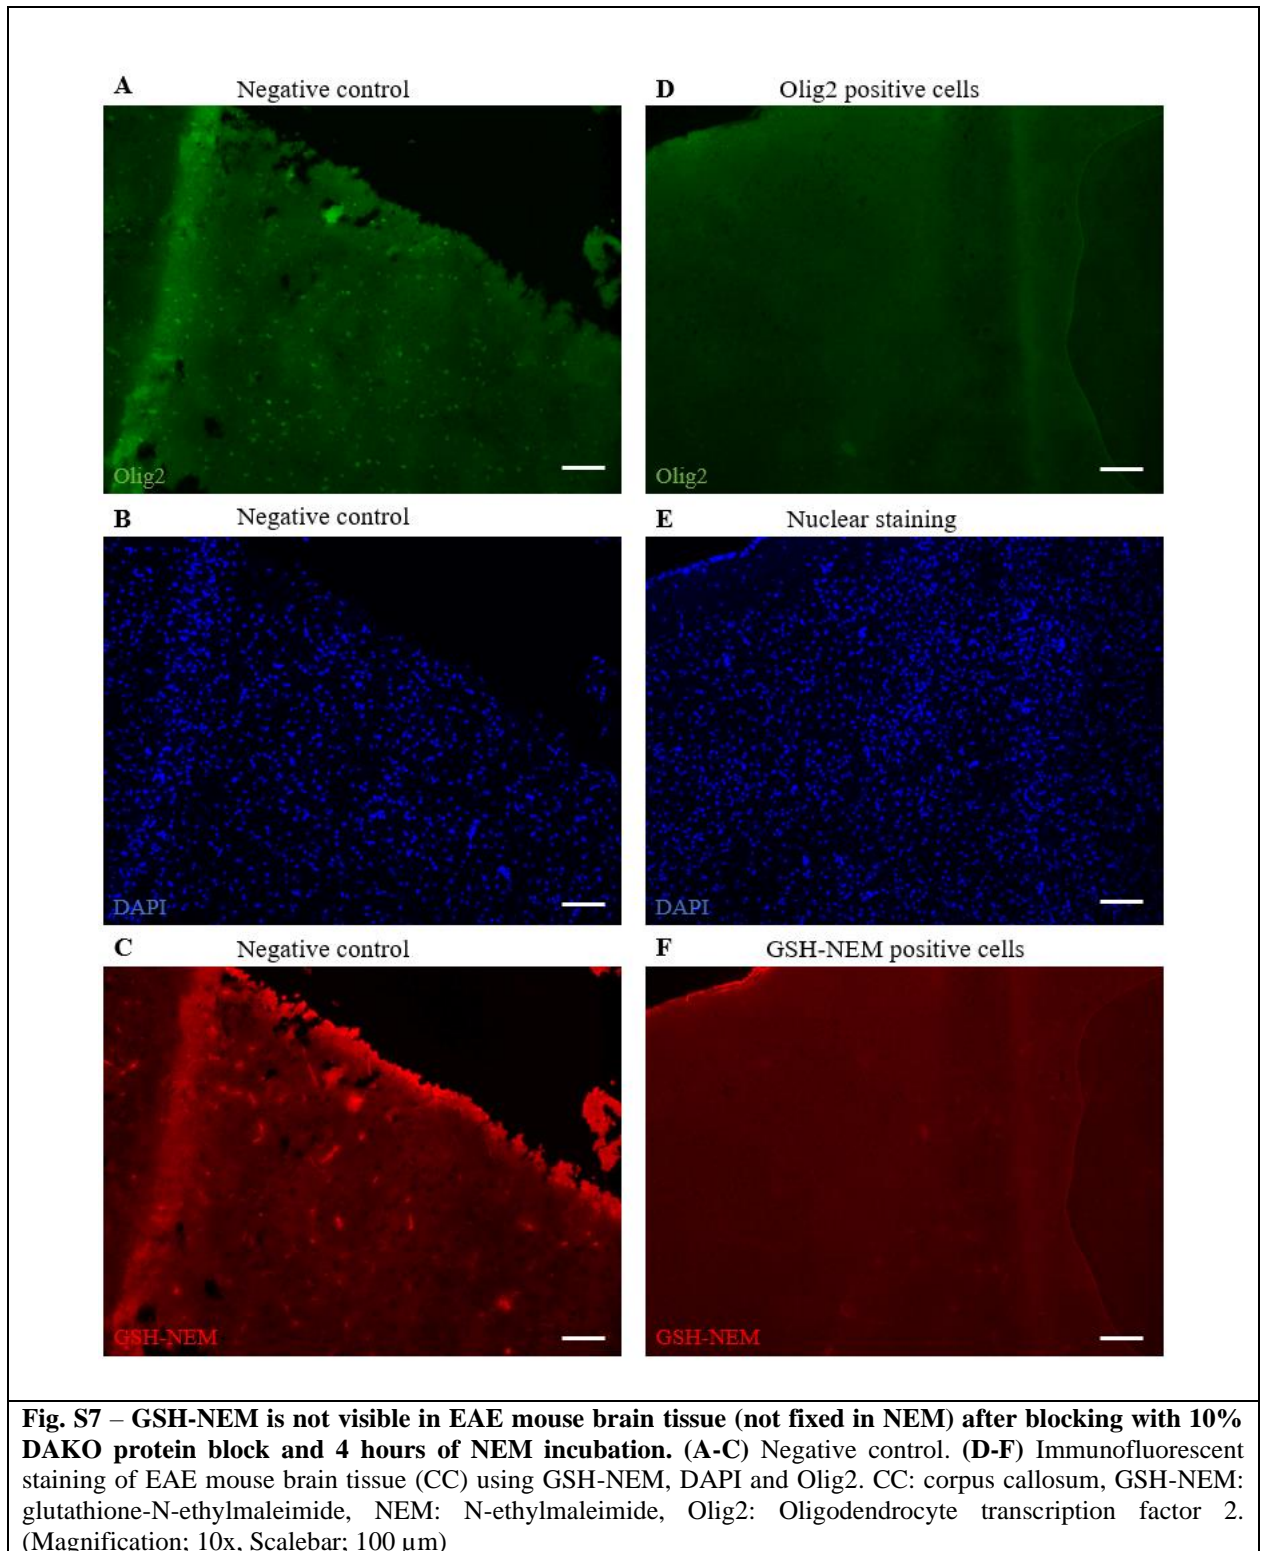 A Negative control
D Olig2 positive cells
Olig2
Olig2
B Negative control
E Nuclear staining
DAPI
DAPI
C Negative control
F GSH-NEM positive cells
GSH-NEM
GSH-NEM
Fig. S7 – GSH-NEM is not visible in EAE mouse brain tissue (not fixed in NEM) after blocking with 10%
DAKO protein block and 4 hours of NEM incubation. (A-C) Negative control. (D-F) Immunofluorescent
staining of EAE mouse brain tissue (CC) using GSH-NEM, DAPI and Olig2. CC: corpus callosum, GSH-NEM:
glutathione-N-ethylmaleimide, NEM: N-ethylmaleimide, Olig2: Oligodendrocyte transcription factor 2.
(Magnification; 10x, Scalebar; 100 µm)